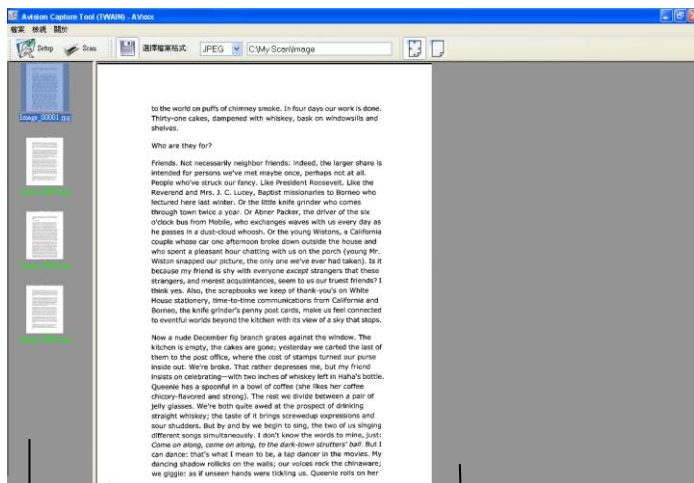 Avision Capture Tool (TWAIN) - AVxxx
檔案 檢視 關於
Setup Scan 選擇檔案格式: JPEG C:\My Scan\Image
Image_00001.jpg
to the world on puffs of chimney smoke. In four days our work is done.
Thirty-one cakes, dampened with whiskey, bask on windowsills and
shelves.
Who are they for?
Friends. Not necessarily neighbor friends: indeed, the larger share is
intended for persons we've met maybe once, perhaps not at all.
People who've struck our fancy. Like President Roosevelt. Like the
Reverend and Mrs. J. C. Lucey, Baptist missionaries to Borneo who
lectured here last winter. Or the little knife grinder who comes
through town twice a year. Or Abner Packer, the driver of the six
o'clock bus from Mobile, who exchanges waves with us every day as
he passes in a dust-cloud whoosh. Or the young Wistons, a California
couple whose car one afternoon broke down outside the house and
who spent a pleasant hour chatting with us on the porch (young Mr.
Wiston snapped our picture, the only one we've ever had taken). Is it
because my friend is shy with everyone except strangers that these
strangers, and merest acquaintances, seem to us our truest friends? I
think yes. Also, the scrapbooks we keep of thank-you's on White
House stationery, time-to-time communications from California and
Borneo, the knife grinder's penny post cards, make us feel connected
to eventful worlds beyond the kitchen with its view of a sky that stops.
Now a nude December fig branch grates against the window. The
kitchen is empty, the cakes are gone; yesterday we carted the last of
them to the post office, where the cost of stamps turned our purse
inside out. We're broke. That rather depresses me, but my friend
insists on celebrating—with two inches of whiskey left in Haha's bottle.
Queenie has a spoonful in a bowl of coffee (she likes her coffee
chicory-flavored and strong). The rest we divide between a pair of
jelly glasses. We're both quite awed at the prospect of drinking
straight whiskey; the taste of it brings screwedup expressions and
sour shudders. But by and by we begin to sing, the two of us singing
different songs simultaneously. I don't know the words to mine, just:
Come on along, come on along, to the dark-town strutters' ball. But I
can dance: that's what I mean to be, a tap dancer in the movies. My
dancing shadow rollicks on the walls; our voices rock the chinaware;
we giggle: as if unseen hands were tickling us. Queenie rolls on her